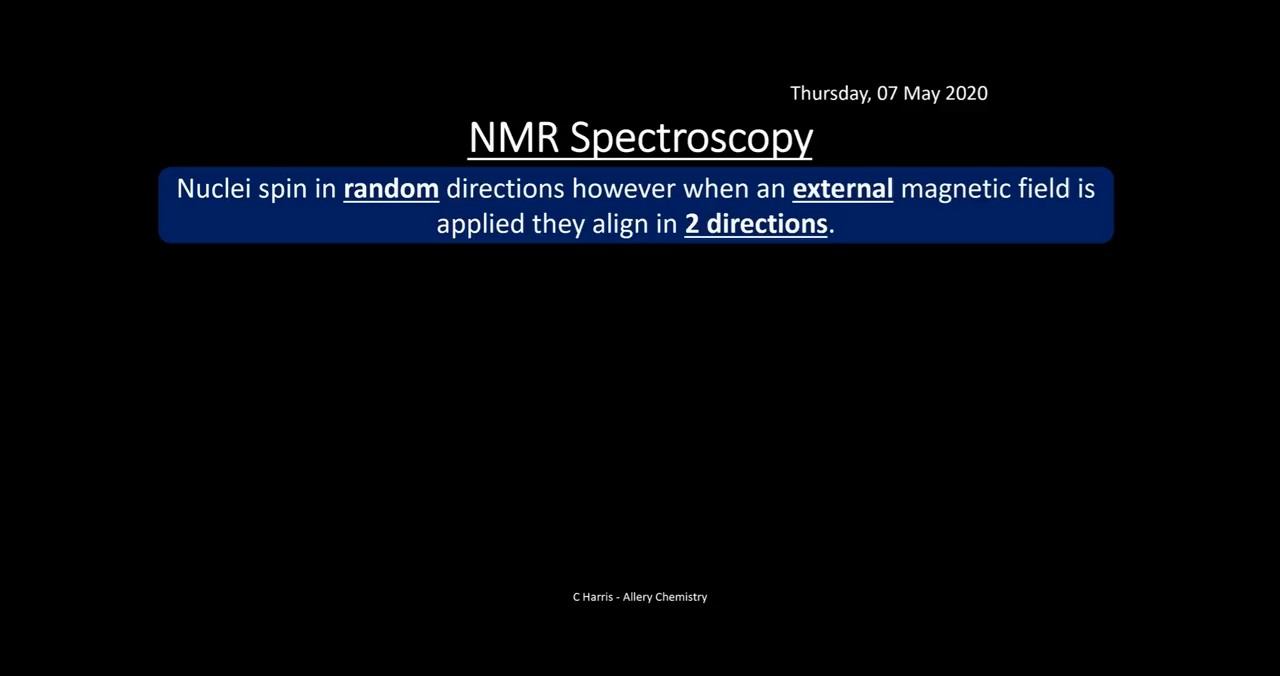 Thursday, 07 May 2020
NMR Spectroscopy
Nuclei spin in random directions however when an external magnetic field is
applied they align in 2 directions.
C Harris - Allery Chemistry